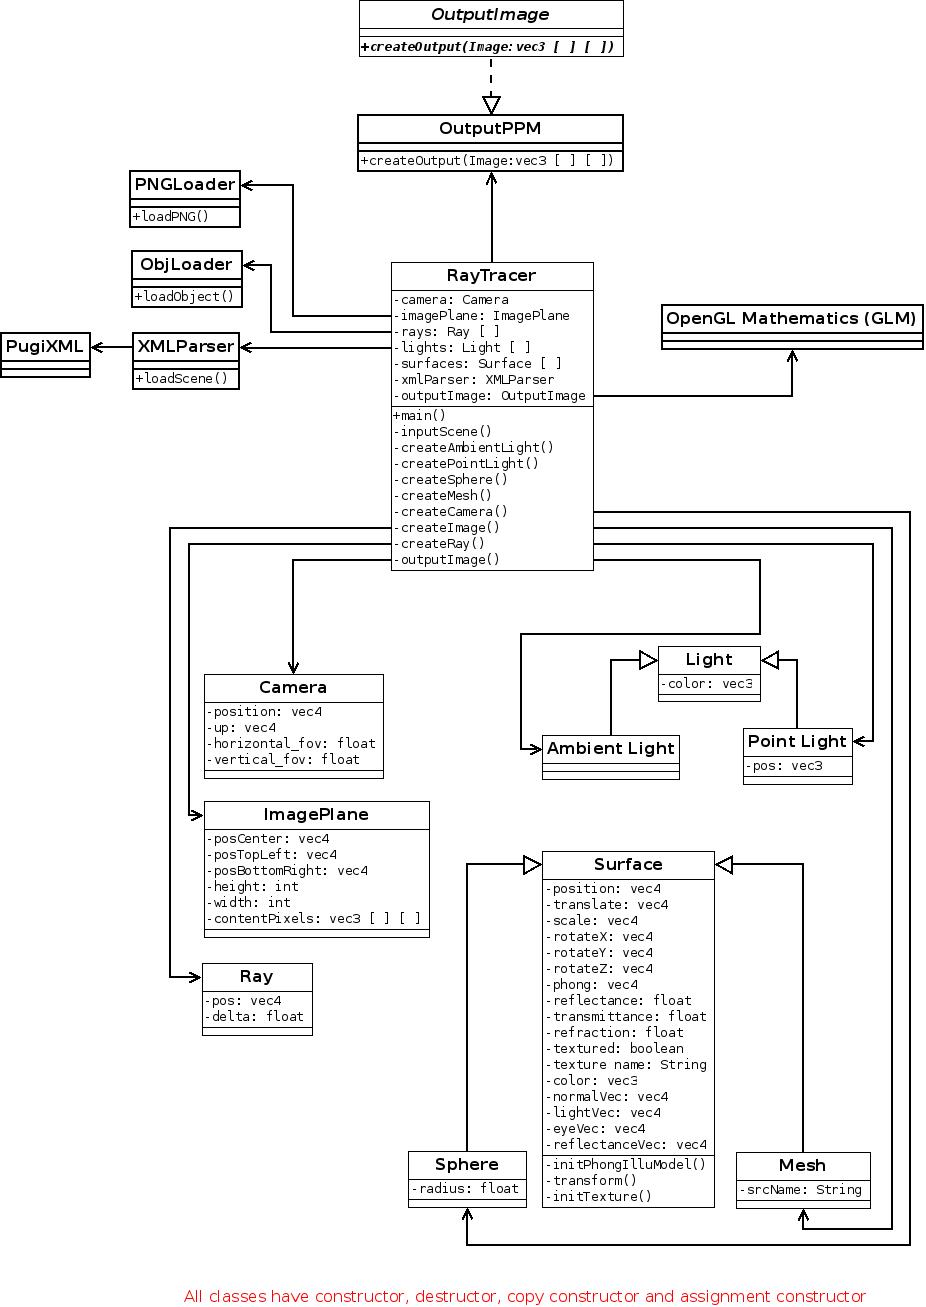 OutputImage
+createOutput(Image:vec3 [ ] [ ])
OutputPPM
+createOutput(Image:vec3 [ ] [ ])
PNGLoader
+loadPNG()
ObjLoader
+loadObject()
PugiXML
XMLParser
+loadScene()
RayTracer
-camera: Camera
-imagePlane: ImagePlane
-rays: Ray [ ]
-lights: Light [ ]
-surfaces: Surface [ ]
-xmlParser: XMLParser
-outputImage: OutputImage
+main()
-inputScene()
-createAmbientLight()
-createPointLight()
-createSphere()
-createMesh()
-createCamera()
-createImage()
-createRay()
-outputImage()
OpenGL Mathematics (GLM)
Camera
-position: vec4
-up: vec4
-horizontal_fov: float
-vertical_fov: float
Light
-color: vec3
Ambient Light
Point Light
-pos: vec3
ImagePlane
-posCenter: vec4
-posTopLeft: vec4
-posBottomRight: vec4
-height: int
-width: int
-contentPixels: vec3 [ ] [ ]
Ray
-pos: vec4
-delta: float
Surface
-position: vec4
-translate: vec4
-scale: vec4
-rotateX: vec4
-rotateY: vec4
-rotateZ: vec4
-phong: vec4
-reflectance: float
-transmittance: float
-refraction: float
-textured: boolean
-texture name: String
-color: vec3
-normalVec: vec4
-lightVec: vec4
-eyeVec: vec4
-reflectanceVec: vec4
-initPhongIlluModel()
-transform()
-initTexture()
Sphere
-radius: float
Mesh
-srcName: String
All classes have constructor, destructor, copy constructor and assignment constructor